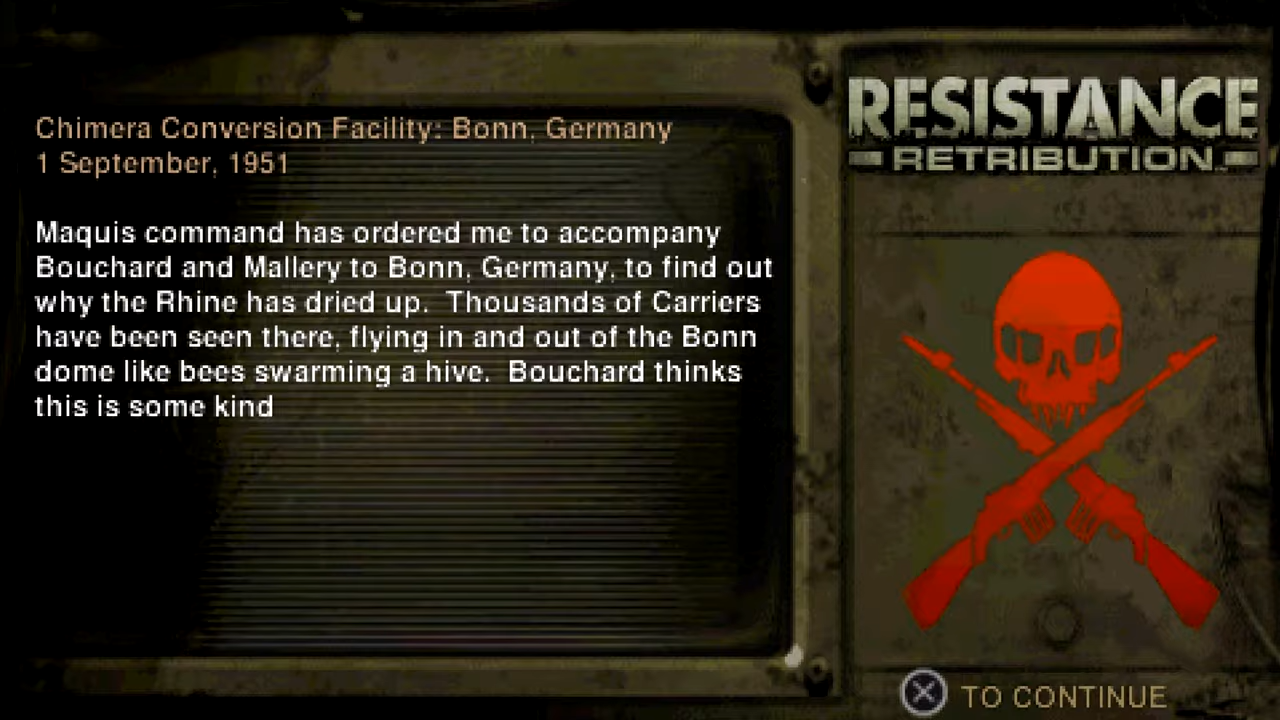 Chimera Conversion Facility: Bonn, Germany
1 September, 1951
Maquis command has ordered me to accompany
Bouchard and Mallery to Bonn, Germany, to find out
why the Rhine has dried up.  Thousands of Carriers
have been seen there, flying in and out of the Bonn
dome like bees swarming a hive.  Bouchard thinks
this is some kind
RESISTANCE
RETRIBUTION
TO CONTINUE